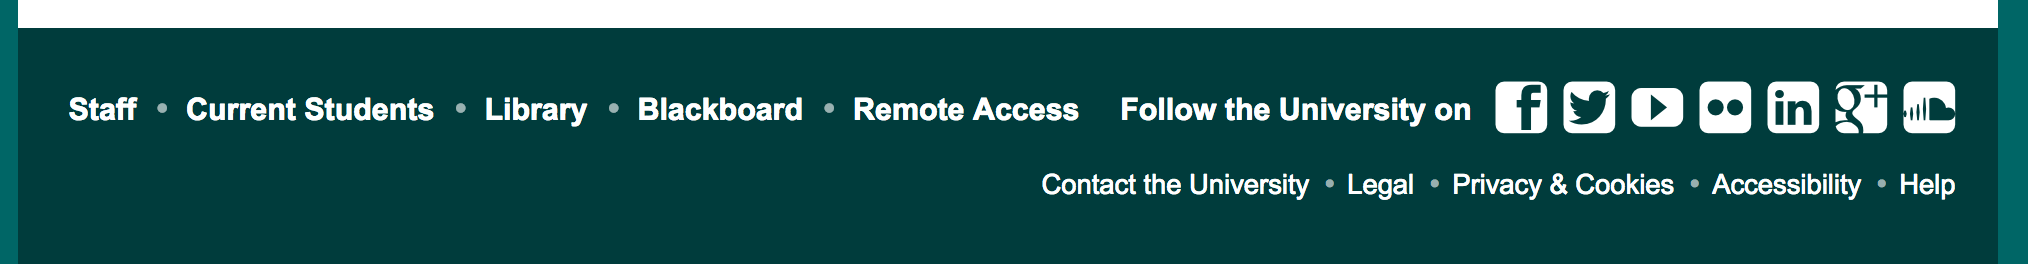 Staff • Current Students • Library • Blackboard • Remote Access Follow the University on
Contact the University • Legal • Privacy & Cookies • Accessibility • Help